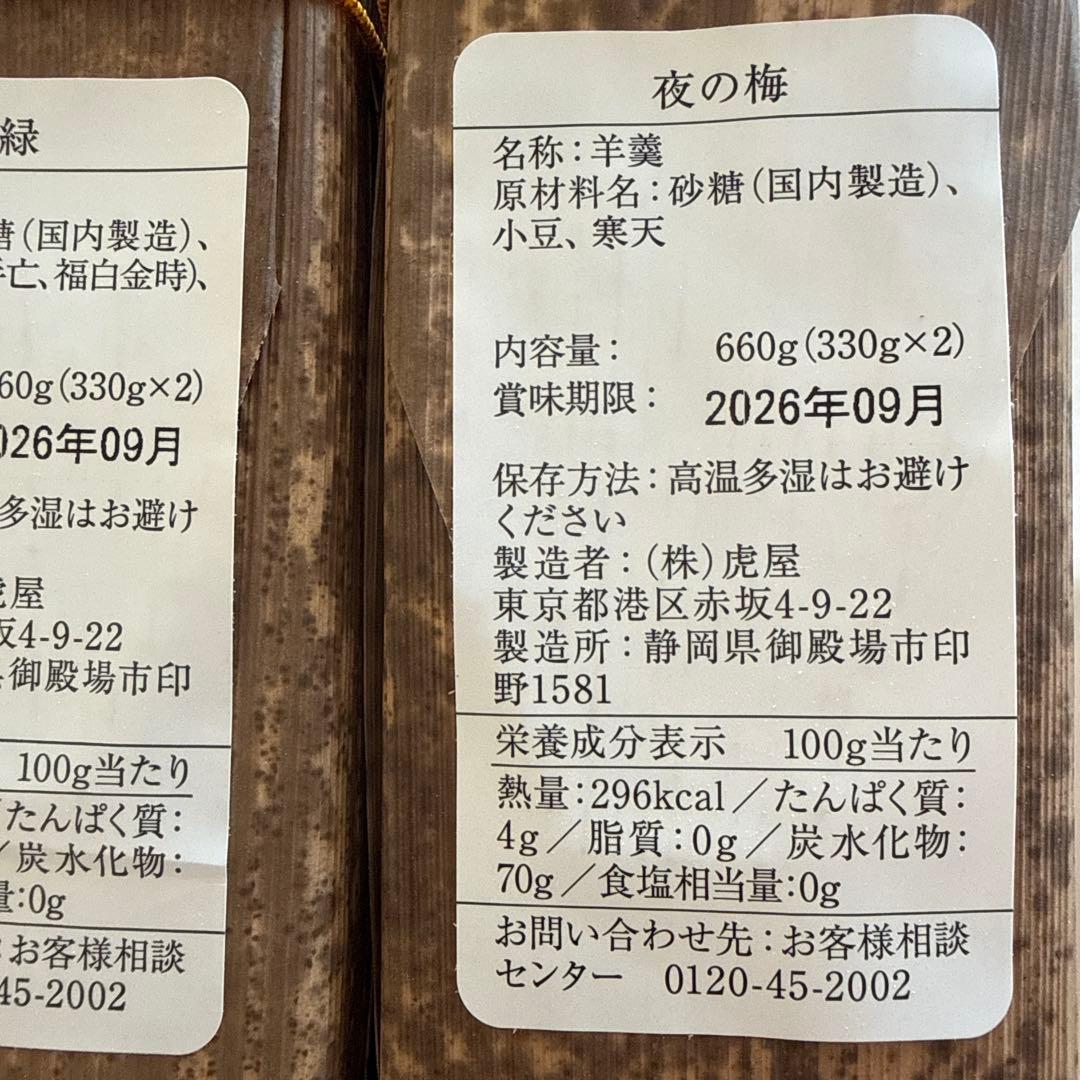 緑
糖(国内製造)、
手亡、福白金時)、
60g(330g×2)
026年09月
多湿はお避け
虎屋
坂4-9-22
県御殿場市印
100g当たり
/たんぱく質:
/炭水化物:
量:0g
お客様相談
45-2002
夜の梅
名称:羊羹
原材料名:砂糖(国内製造)、
小豆、寒天
内容量: 660g(330g×2)
賞味期限: 2026年09月
保存方法:高温多湿はお避け
ください
製造者:(株)虎屋
東京都港区赤坂4-9-22
製造所:静岡県御殿場市印
野1581
栄養成分表示 100g当たり
熱量:296kcal/たんぱく質:
4g/脂質:0g/炭水化物:
70g/食塩相当量:0g
お問い合わせ先:お客様相談
センター 0120-45-2002